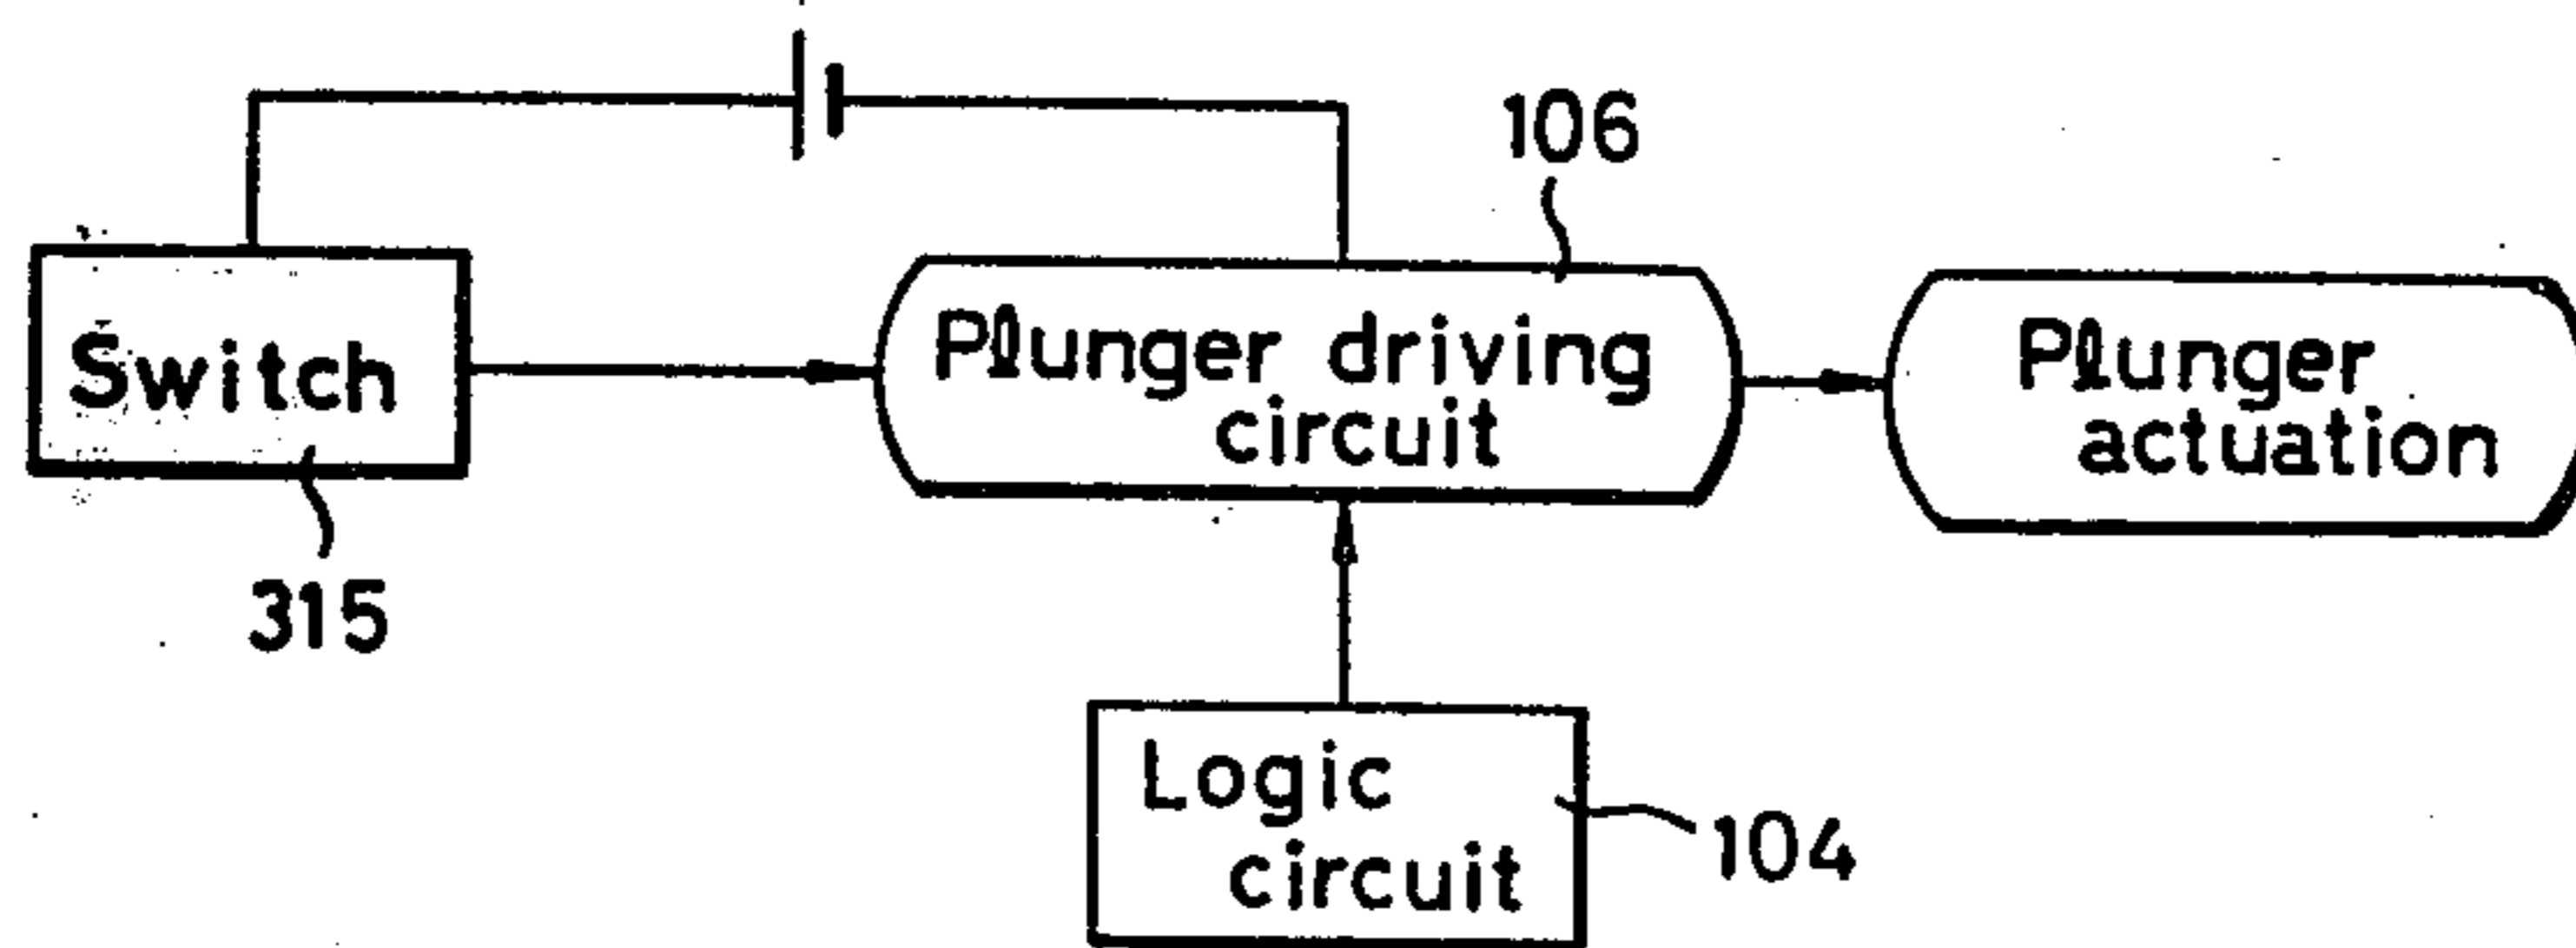 106
Switch
Plunger driving
circuit
Plunger
actuation
315
Logic
circuit
104